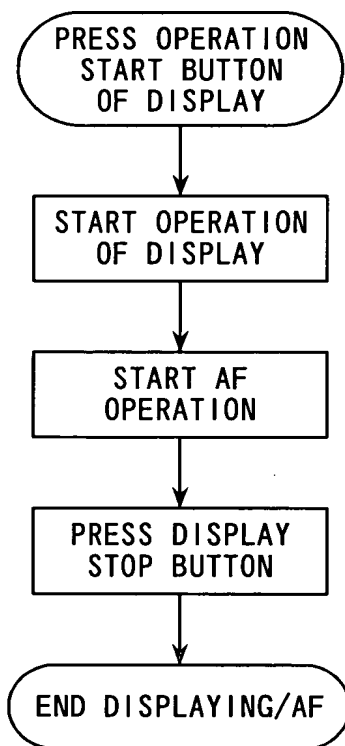 PRESS OPERATION
START BUTTON
OF DISPLAY
START OPERATION
OF DISPLAY
START AF
OPERATION
PRESS DISPLAY
STOP BUTTON
END DISPLAYING/AF